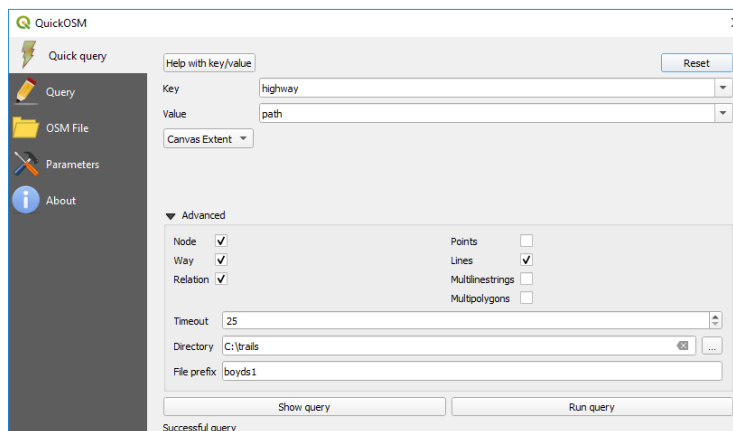 QuickOSM
Quick query
Query
OSM File
Parameters
About
Help with key/value
Reset
Key
highway
Value
path
Canvas Extent
Advanced
Node
Points
Way
Lines
Relation
Multilinestrings
Multipolygons
Timeout
25
Directory
C:\trails
...
File prefix
boyds1
Show query
Run query
Successful query